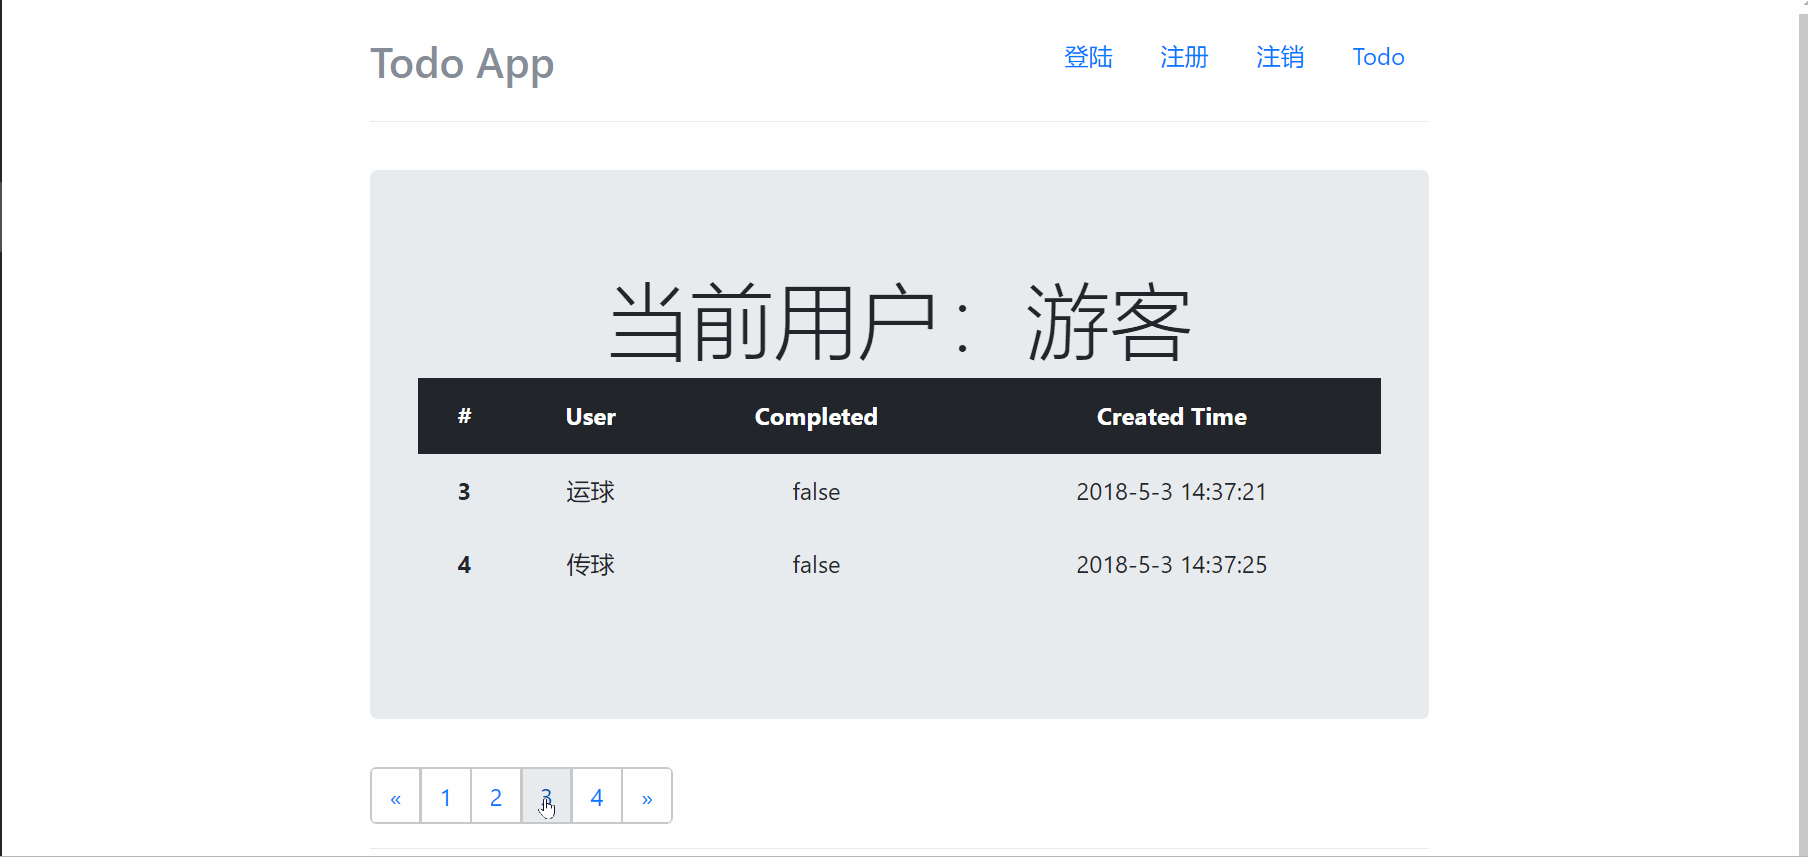 Todo App
登陆 注册 注销 Todo
当前用户：游客
# User Completed Created Time
3 运球 false 2018-5-3 14:37:21
4 传球 false 2018-5-3 14:37:25
« 1 2 3 4 »